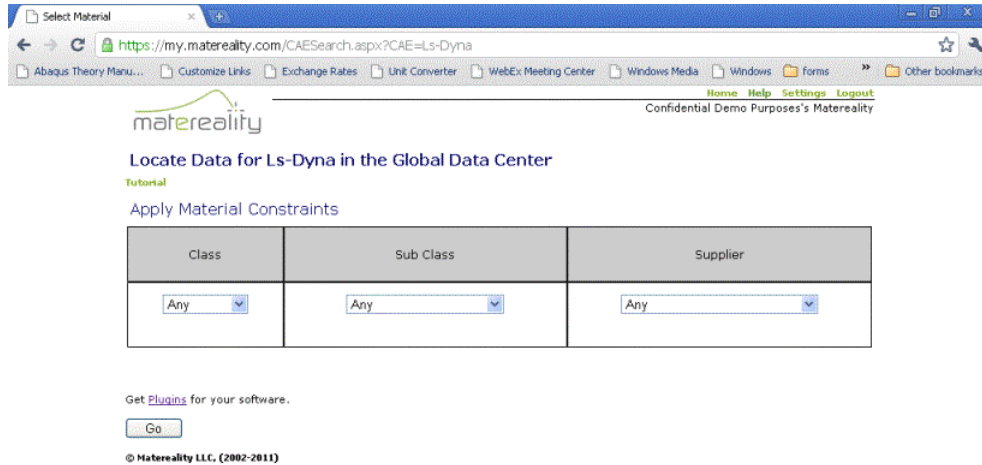 Select Material
https://my.matereality.com/CAESearch.aspx?CAE=Ls-Dyna
Abaqus Theory Manu... Customize Links Exchange Rates Unit Converter WebEx Meeting Center Windows Media Windows forms » Other bookmarks
Home Help Settings Logout
Confidential Demo Purposes's Matereality
matereality
Locate Data for Ls-Dyna in the Global Data Center
Tutorial
Apply Material Constraints
Class Sub Class Supplier
Any Any Any
Get Plugins for your software.
Go
© Matereality LLC, (2002-2011)